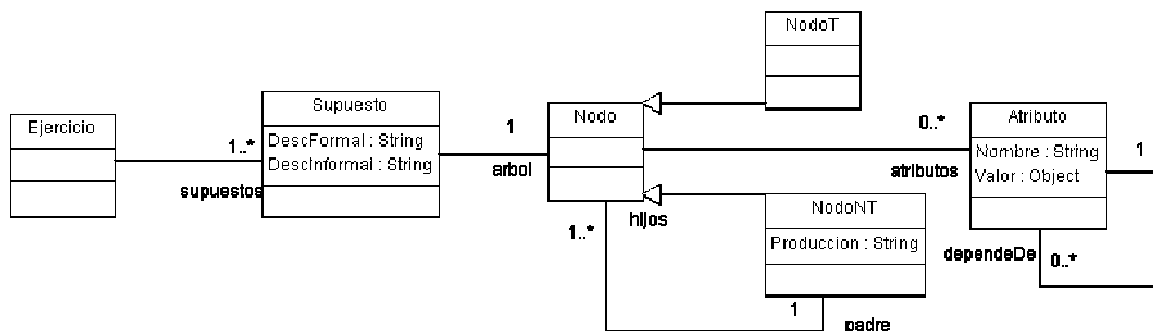 NodoT
Ejercicio
1..*
supuestos
Supuesto
DescFormal : String
DescInformal : String
1
arbol
Nodo
hijos
1..*
NodoNT
Produccion : String
1
padre
0..*
atributos
Atributo
Nombre : String
Valor : Object
1
dependeDe
0..*